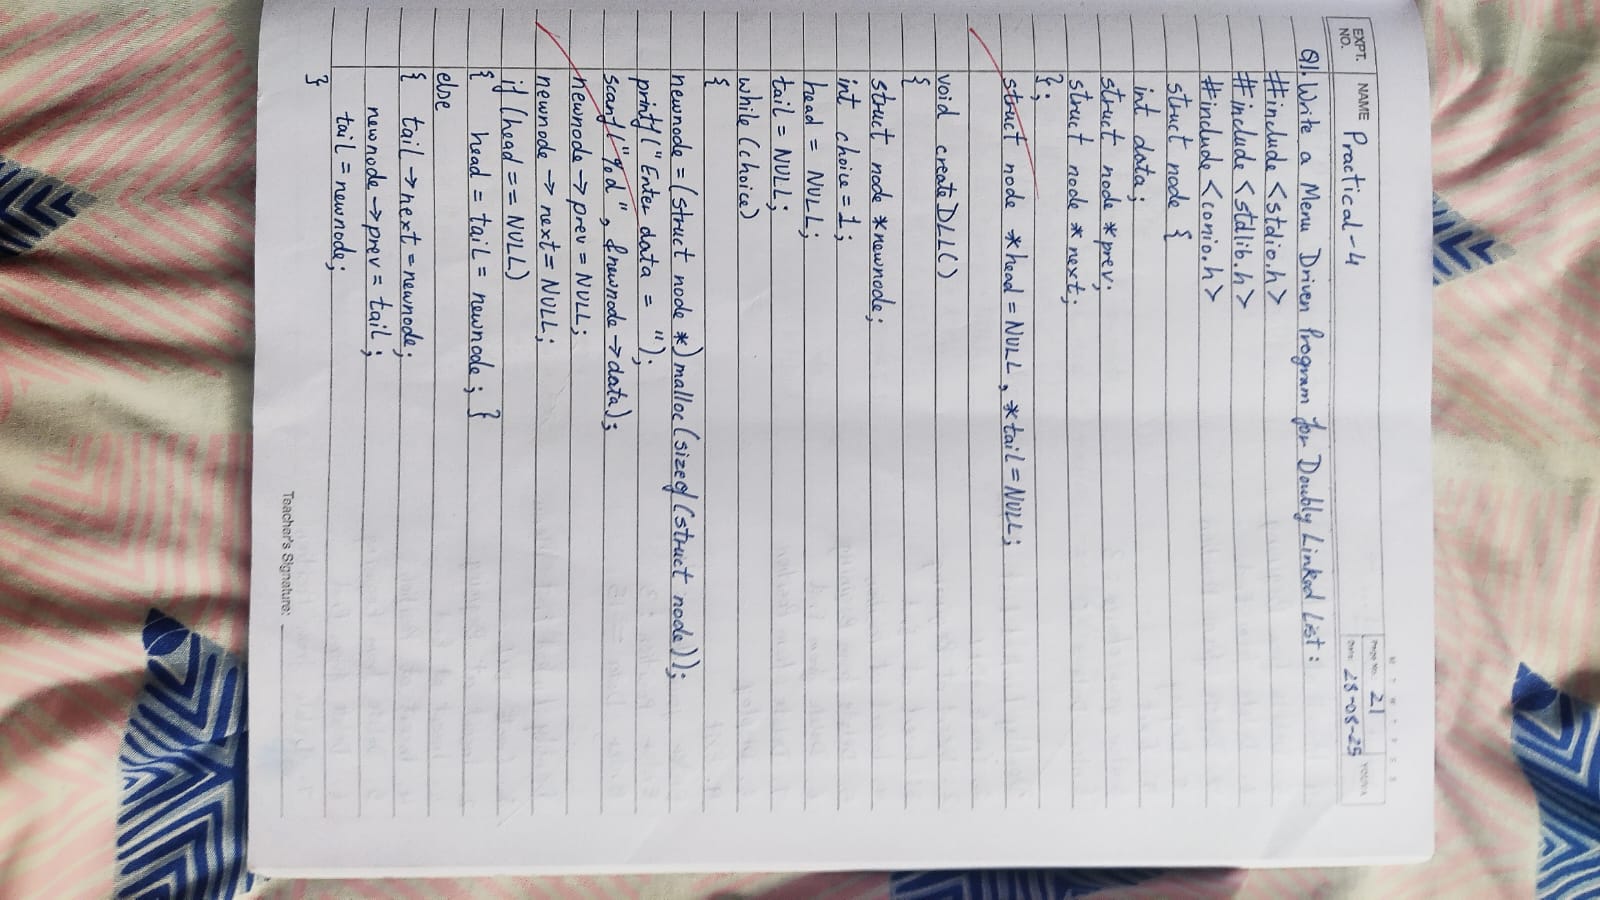 M T W T F S S
EXPT. NO. NAME Practical-4
Page No. 21
Date: 28-08-25
YOUVA
Q1. Write a Menu Driven Program for Doubly Linked List:
#include <stdio.h>
#include <stdlib.h>
#include <conio.h>
struct node {
int data;
struct node *prev;
struct node *next;
};
struct node *head = NULL, *tail = NULL;
void createDLL()
{
struct node *newnode;
int choice = 1;
head = NULL;
tail = NULL;
while (choice)
{
newnode = (struct node *) malloc (sizeof (struct node));
printf("Enter data = ");
scanf("%d", &newnode->data);
newnode -> prev = NULL;
newnode -> next = NULL;
if (head == NULL)
{ head = tail = newnode; }
else
{ tail -> next = newnode;
newnode -> prev = tail;
tail = newnode;
}
Teacher's Signature: